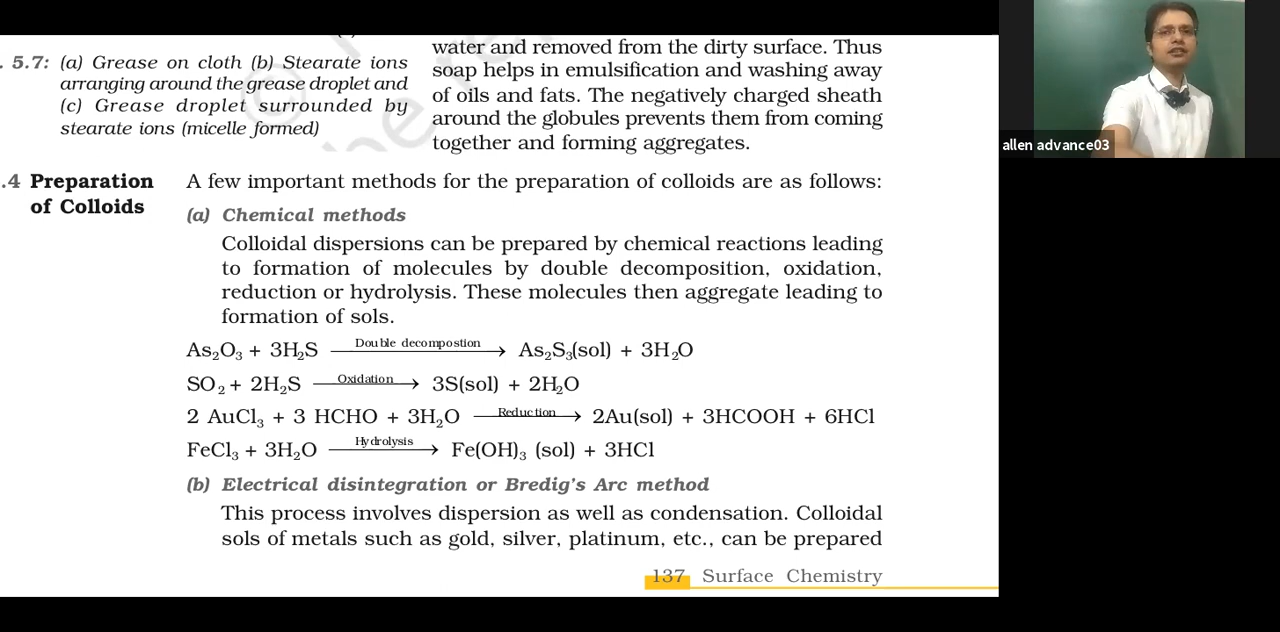 . 5.7: (a) Grease on cloth (b) Stearate ions
arranging around the grease droplet and
(c) Grease droplet surrounded by
stearate ions (micelle formed)
water and removed from the dirty surface. Thus
soap helps in emulsification and washing away
of oils and fats. The negatively charged sheath
around the globules prevents them from coming
together and forming aggregates.
allen advance03
.4 Preparation
of Colloids
A few important methods for the preparation of colloids are as follows:
(a) Chemical methods
Colloidal dispersions can be prepared by chemical reactions leading
to formation of molecules by double decomposition, oxidation,
reduction or hydrolysis. These molecules then aggregate leading to
formation of sols.
As₂O₃ + 3H₂S Double decompostion → As₂S₃(sol) + 3H₂O
SO₂ + 2H₂S Oxidation → 3S(sol) + 2H₂O
2 AuCl₃ + 3 HCHO + 3H₂O Reduction → 2Au(sol) + 3HCOOH + 6HCl
FeCl₃ + 3H₂O Hydrolysis → Fe(OH)₃ (sol) + 3HCl
(b) Electrical disintegration or Bredig's Arc method
This process involves dispersion as well as condensation. Colloidal
sols of metals such as gold, silver, platinum, etc., can be prepared
137 Surface Chemistry